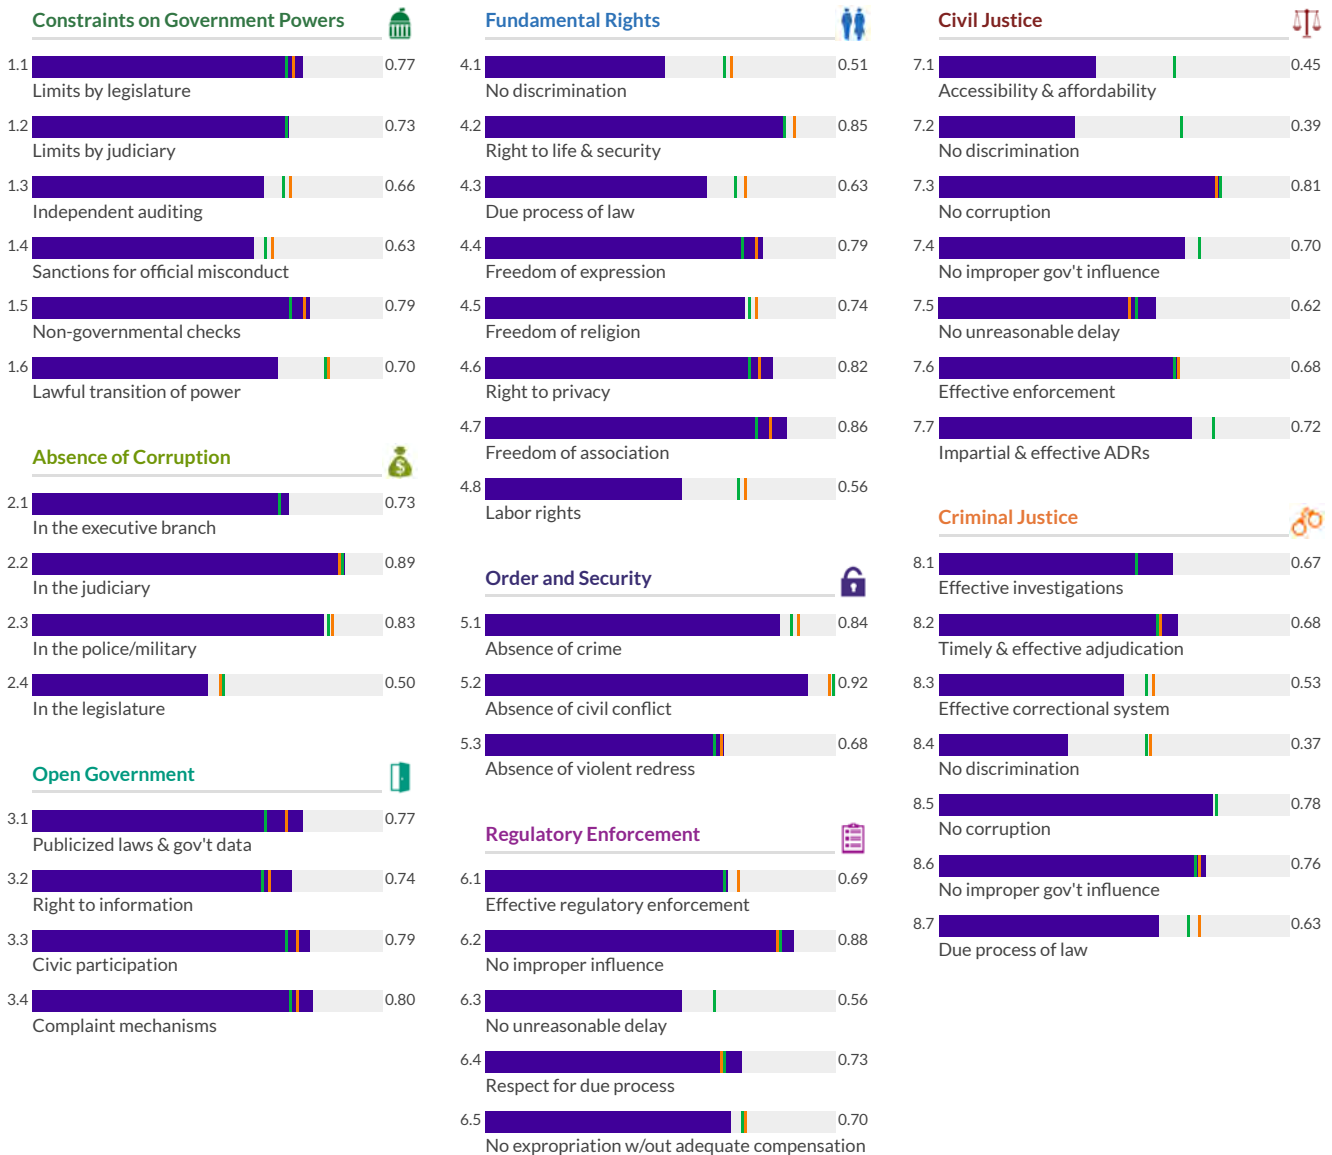 Constraints on Government Powers
1.1 0.77
Limits by legislature
1.2 0.73
Limits by judiciary
1.3 0.66
Independent auditing
1.4 0.63
Sanctions for official misconduct
1.5 0.79
Non-governmental checks
1.6 0.70
Lawful transition of power
Absence of Corruption
$
2.1 0.73
In the executive branch
2.2 0.89
In the judiciary
2.3 0.83
In the police/military
2.4 0.50
In the legislature
Open Government
3.1 0.77
Publicized laws & gov't data
3.2 0.74
Right to information
3.3 0.79
Civic participation
3.4 0.80
Complaint mechanisms
Fundamental Rights
4.1 0.51
No discrimination
4.2 0.85
Right to life & security
4.3 0.63
Due process of law
4.4 0.79
Freedom of expression
4.5 0.74
Freedom of religion
4.6 0.82
Right to privacy
4.7 0.86
Freedom of association
4.8 0.56
Labor rights
Order and Security
5.1 0.84
Absence of crime
5.2 0.92
Absence of civil conflict
5.3 0.68
Absence of violent redress
Regulatory Enforcement
6.1 0.69
Effective regulatory enforcement
6.2 0.88
No improper influence
6.3 0.56
No unreasonable delay
6.4 0.73
Respect for due process
6.5 0.70
No expropriation w/out adequate compensation
Civil Justice
7.1 0.45
Accessibility & affordability
7.2 0.39
No discrimination
7.3 0.81
No corruption
7.4 0.70
No improper gov't influence
7.5 0.62
No unreasonable delay
7.6 0.68
Effective enforcement
7.7 0.72
Impartial & effective ADRs
Criminal Justice
8.1 0.67
Effective investigations
8.2 0.68
Timely & effective adjudication
8.3 0.53
Effective correctional system
8.4 0.37
No discrimination
8.5 0.78
No corruption
8.6 0.76
No improper gov't influence
8.7 0.63
Due process of law